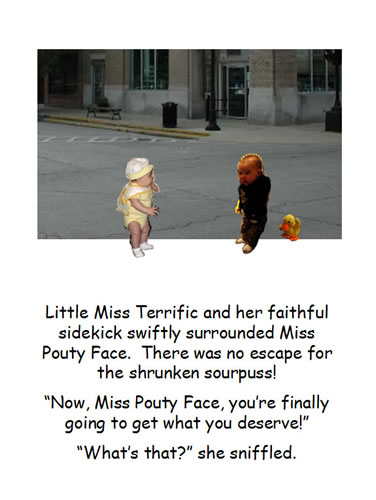 Little Miss Terrific and her faithful
sidekick swiftly surrounded Miss
Pouty Face.  There was no escape for
the shrunken sourpuss!
“Now, Miss Pouty Face, you’re finally
going to get what you deserve!”
“What’s that?” she sniffled.